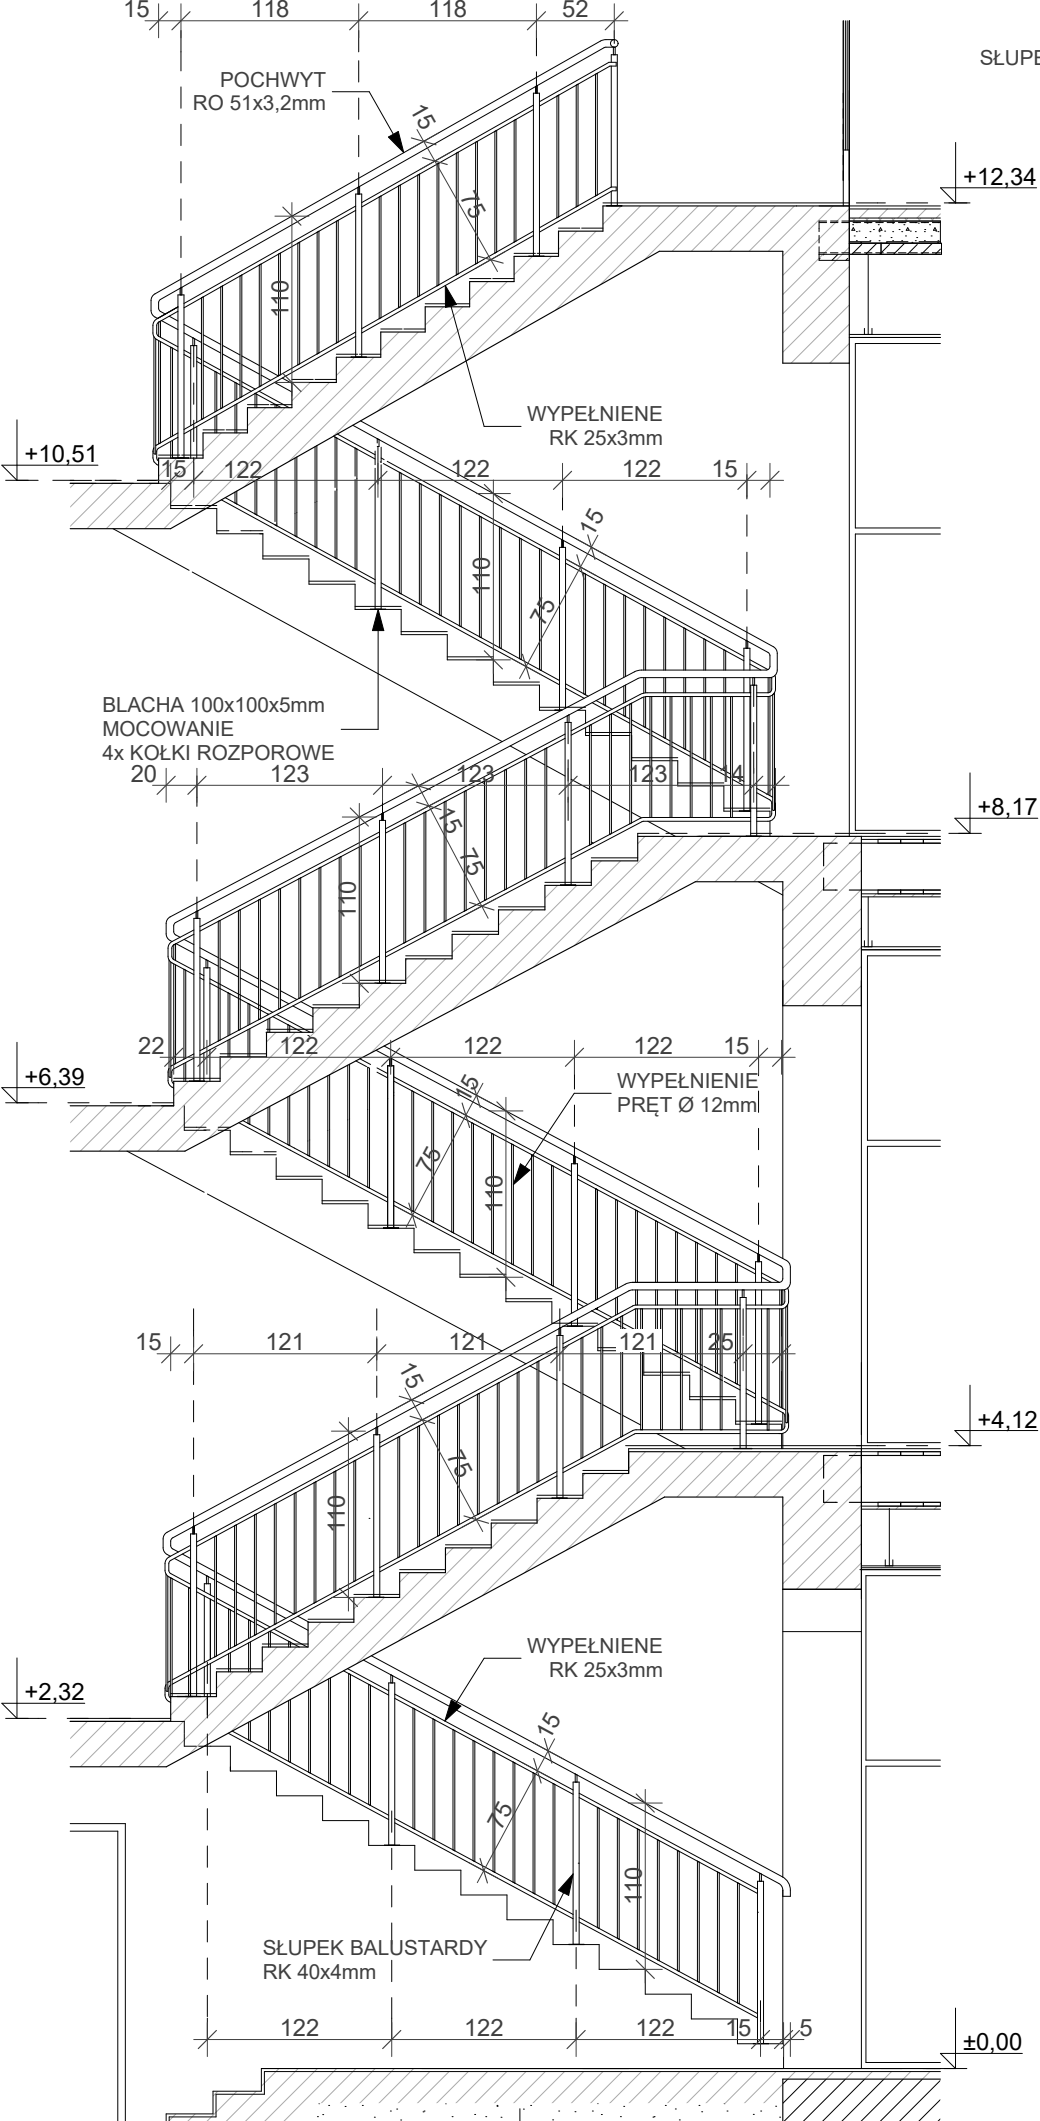 15 118 118 52
SŁUPE
POCHWYT
RO 51x3,2mm
15
75
110
+12,34
WYPEŁNIENE
RK 25x3mm
+10,51
15 122 122 122 15
15
110
75
BLACHA 100x100x5mm
MOCOWANIE
4x KOŁKI ROZPOROWE
20 123 123 123 14
15
75
110
+8,17
22 122 122 122 15
+6,39
WYPEŁNIENIE
PRĘT Ø 12mm
15
75
110
15 121 121 121 25
15
75
110
+4,12
WYPEŁNIENE
RK 25x3mm
+2,32
15
75
110
SŁUPEK BALUSTARDY
RK 40x4mm
122 122 122 15 5
±0,00